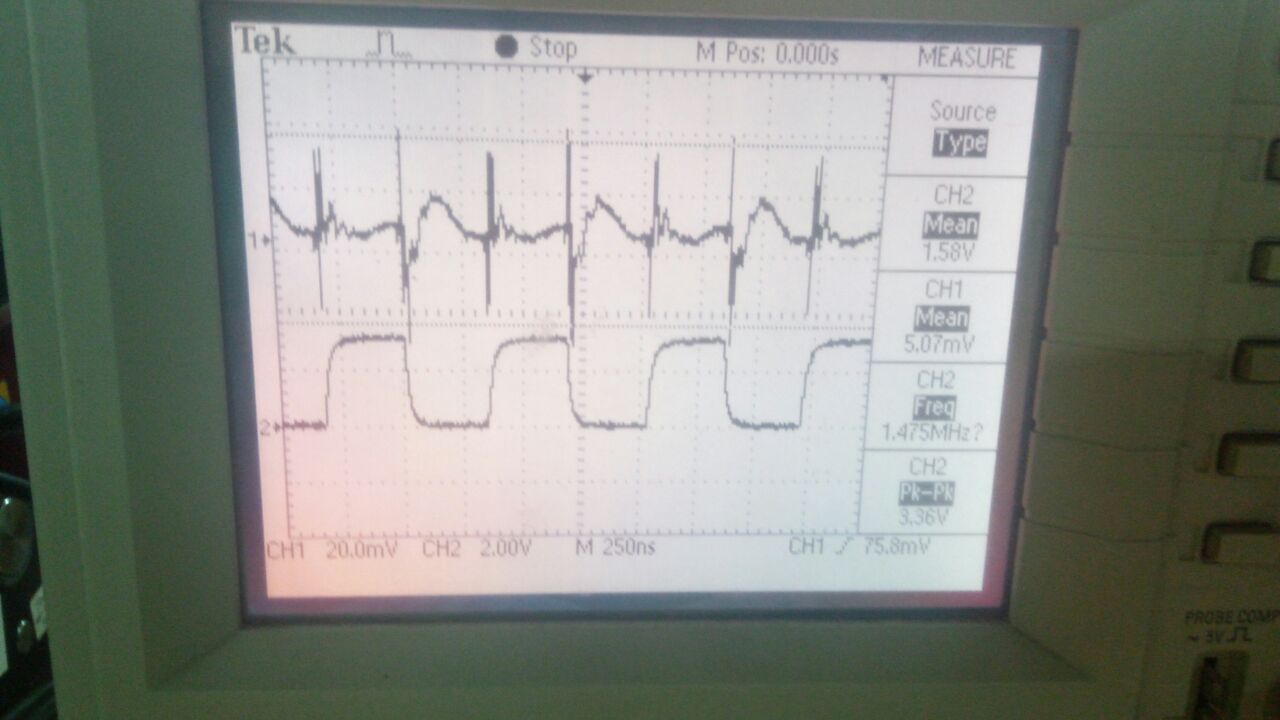 Tek Stop M Pos: 0.000s MEASURE
Source
Type
CH2
Mean
1.58V
CH1
Mean
5.07mV
CH2
Freq
1.475MHz?
CH2
Pk-Pk
3.36V
1
2
CH1 20.0mV CH2 2.00V M 250ns CH1 75.8mV
PROBE COMP
~ 5V